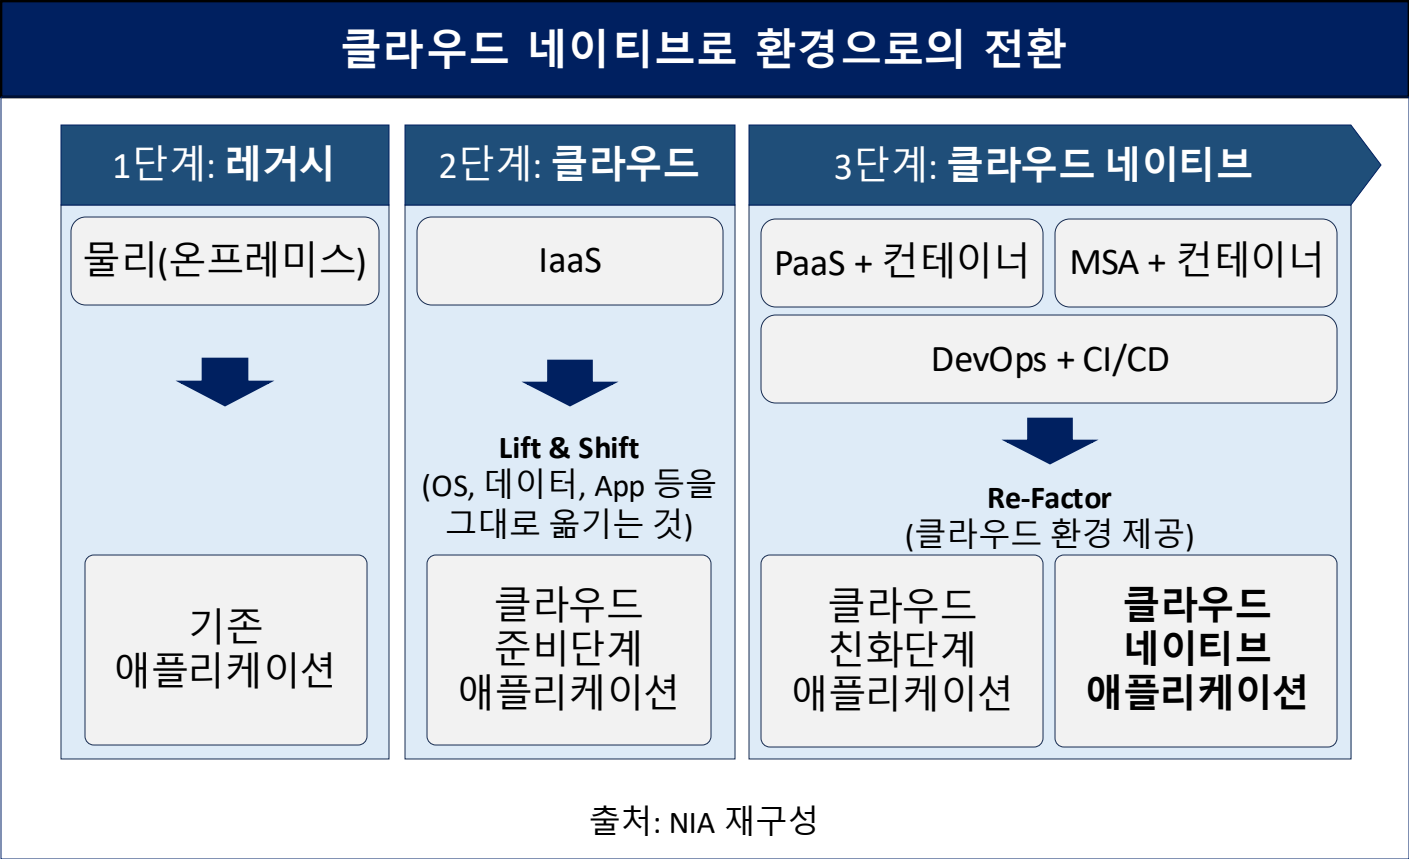 클라우드 네이티브로 환경으로의 전환
1단계: 레거시
물리(온프레미스)
기존
애플리케이션
2단계: 클라우드
IaaS
Lift & Shift
(OS, 데이터, App 등을
그대로 옮기는 것)
클라우드
준비단계
애플리케이션
3단계: 클라우드 네이티브
PaaS + 컨테이너
MSA + 컨테이너
DevOps + CI/CD
Re-Factor
(클라우드 환경 제공)
클라우드
친화단계
애플리케이션
클라우드
네이티브
애플리케이션
출처: NIA 재구성